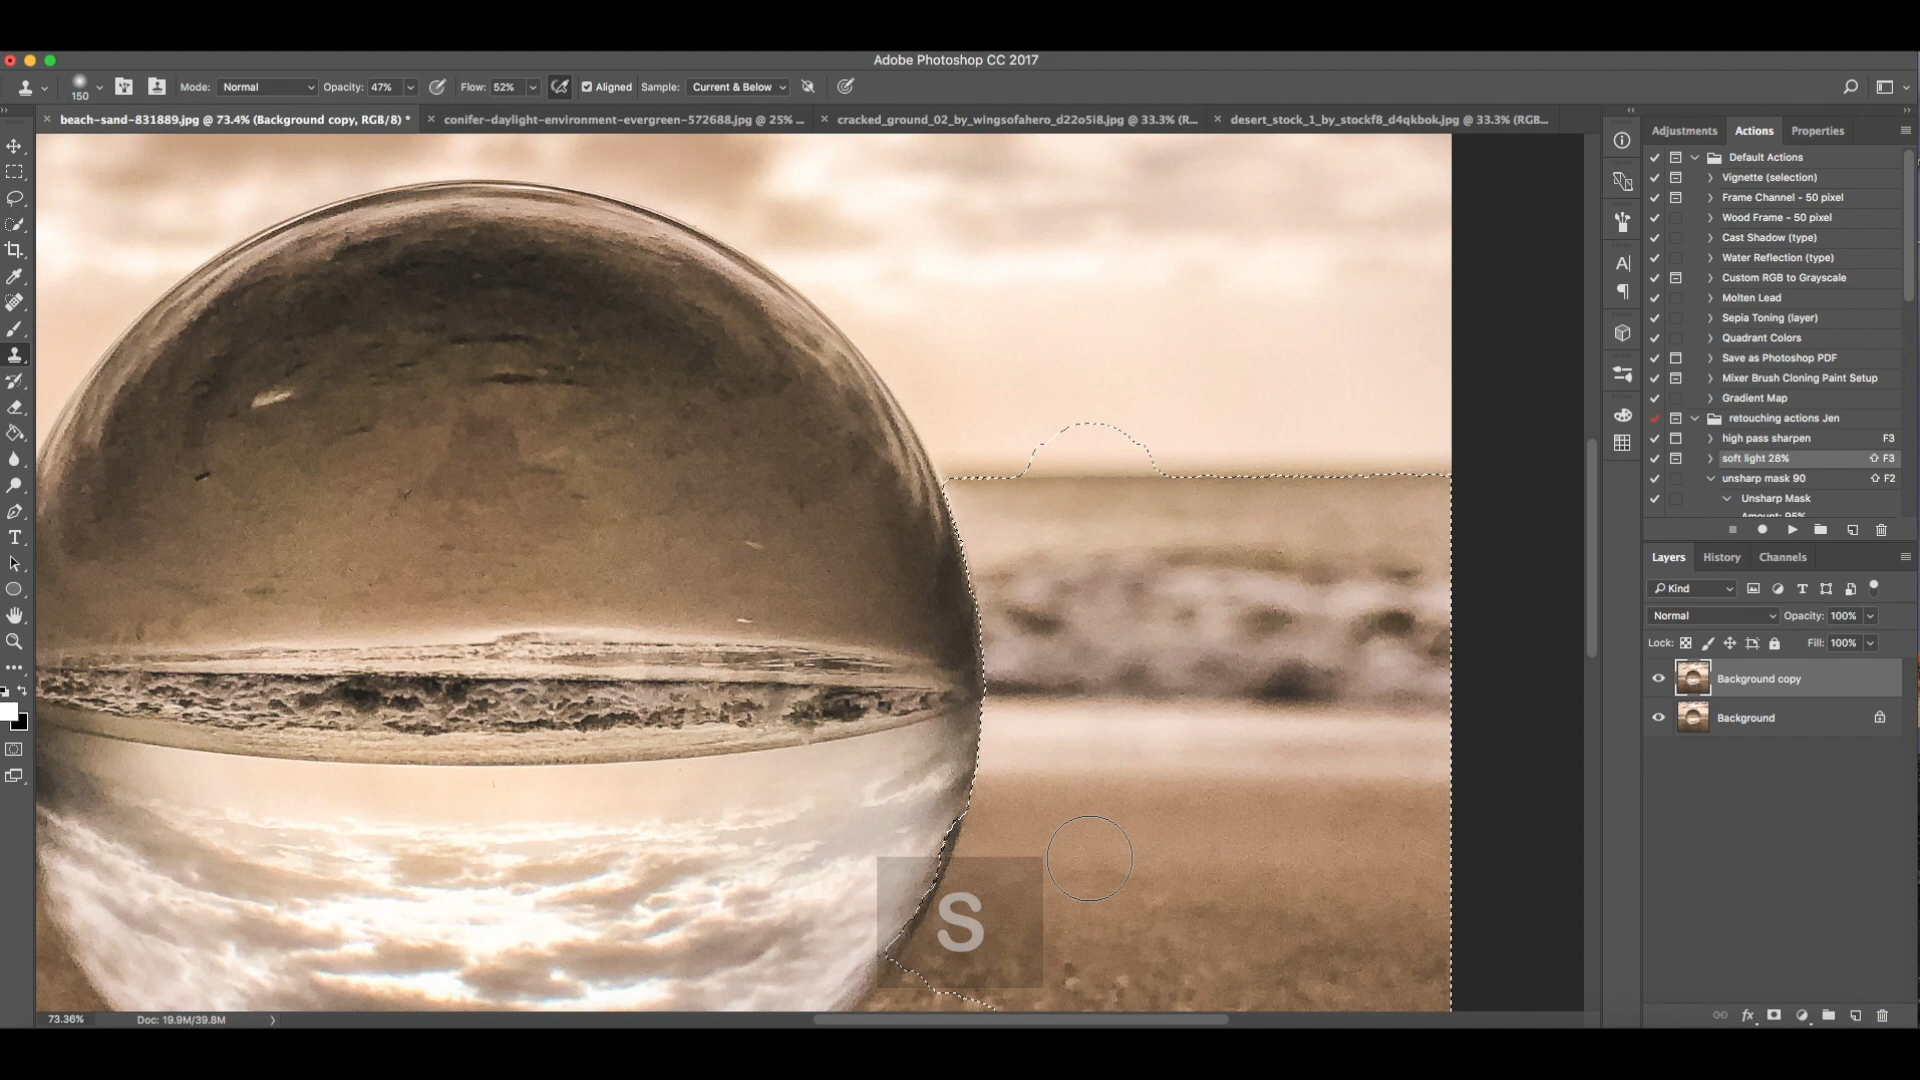 Adobe Photoshop CC 2017
150 Mode: Normal Opacity: 47% Flow: 52% Aligned Sample: Current & Below
beach-sand-831889.jpg @ 73.4% (Background copy, RGB/8) * conifer-daylight-environment-evergreen-572688.jpg @ 25% ... cracked_ground_02_by_wingsofahero_d22o5i8.jpg @ 33.3% (R... desert_stock_1_by_stockf8_d4qkbok.jpg @ 33.3% (RGB...
Adjustments Actions Properties
Default Actions
Vignette (selection)
Frame Channel - 50 pixel
Wood Frame - 50 pixel
Cast Shadow (type)
Water Reflection (type)
Custom RGB to Grayscale
Molten Lead
Sepia Toning (layer)
Quadrant Colors
Save as Photoshop PDF
Mixer Brush Cloning Paint Setup
Gradient Map
retouching actions Jen
high pass sharpen F3
soft light 28% F3
unsharp mask 90 F2
Unsharp Mask
Amount: 95%
Layers History Channels
Kind
Normal Opacity: 100%
Lock: Fill: 100%
Background copy
Background
S
73.36% Doc: 19.9M/39.8M
fx